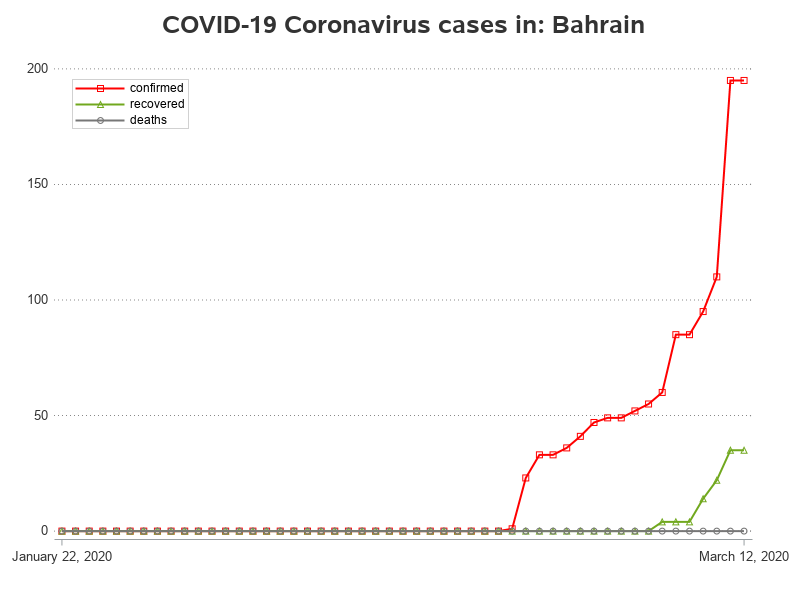 COVID-19 Coronavirus cases in: Bahrain
200
confirmed
recovered
deaths
150
100
50
0
January 22, 2020
March 12, 2020